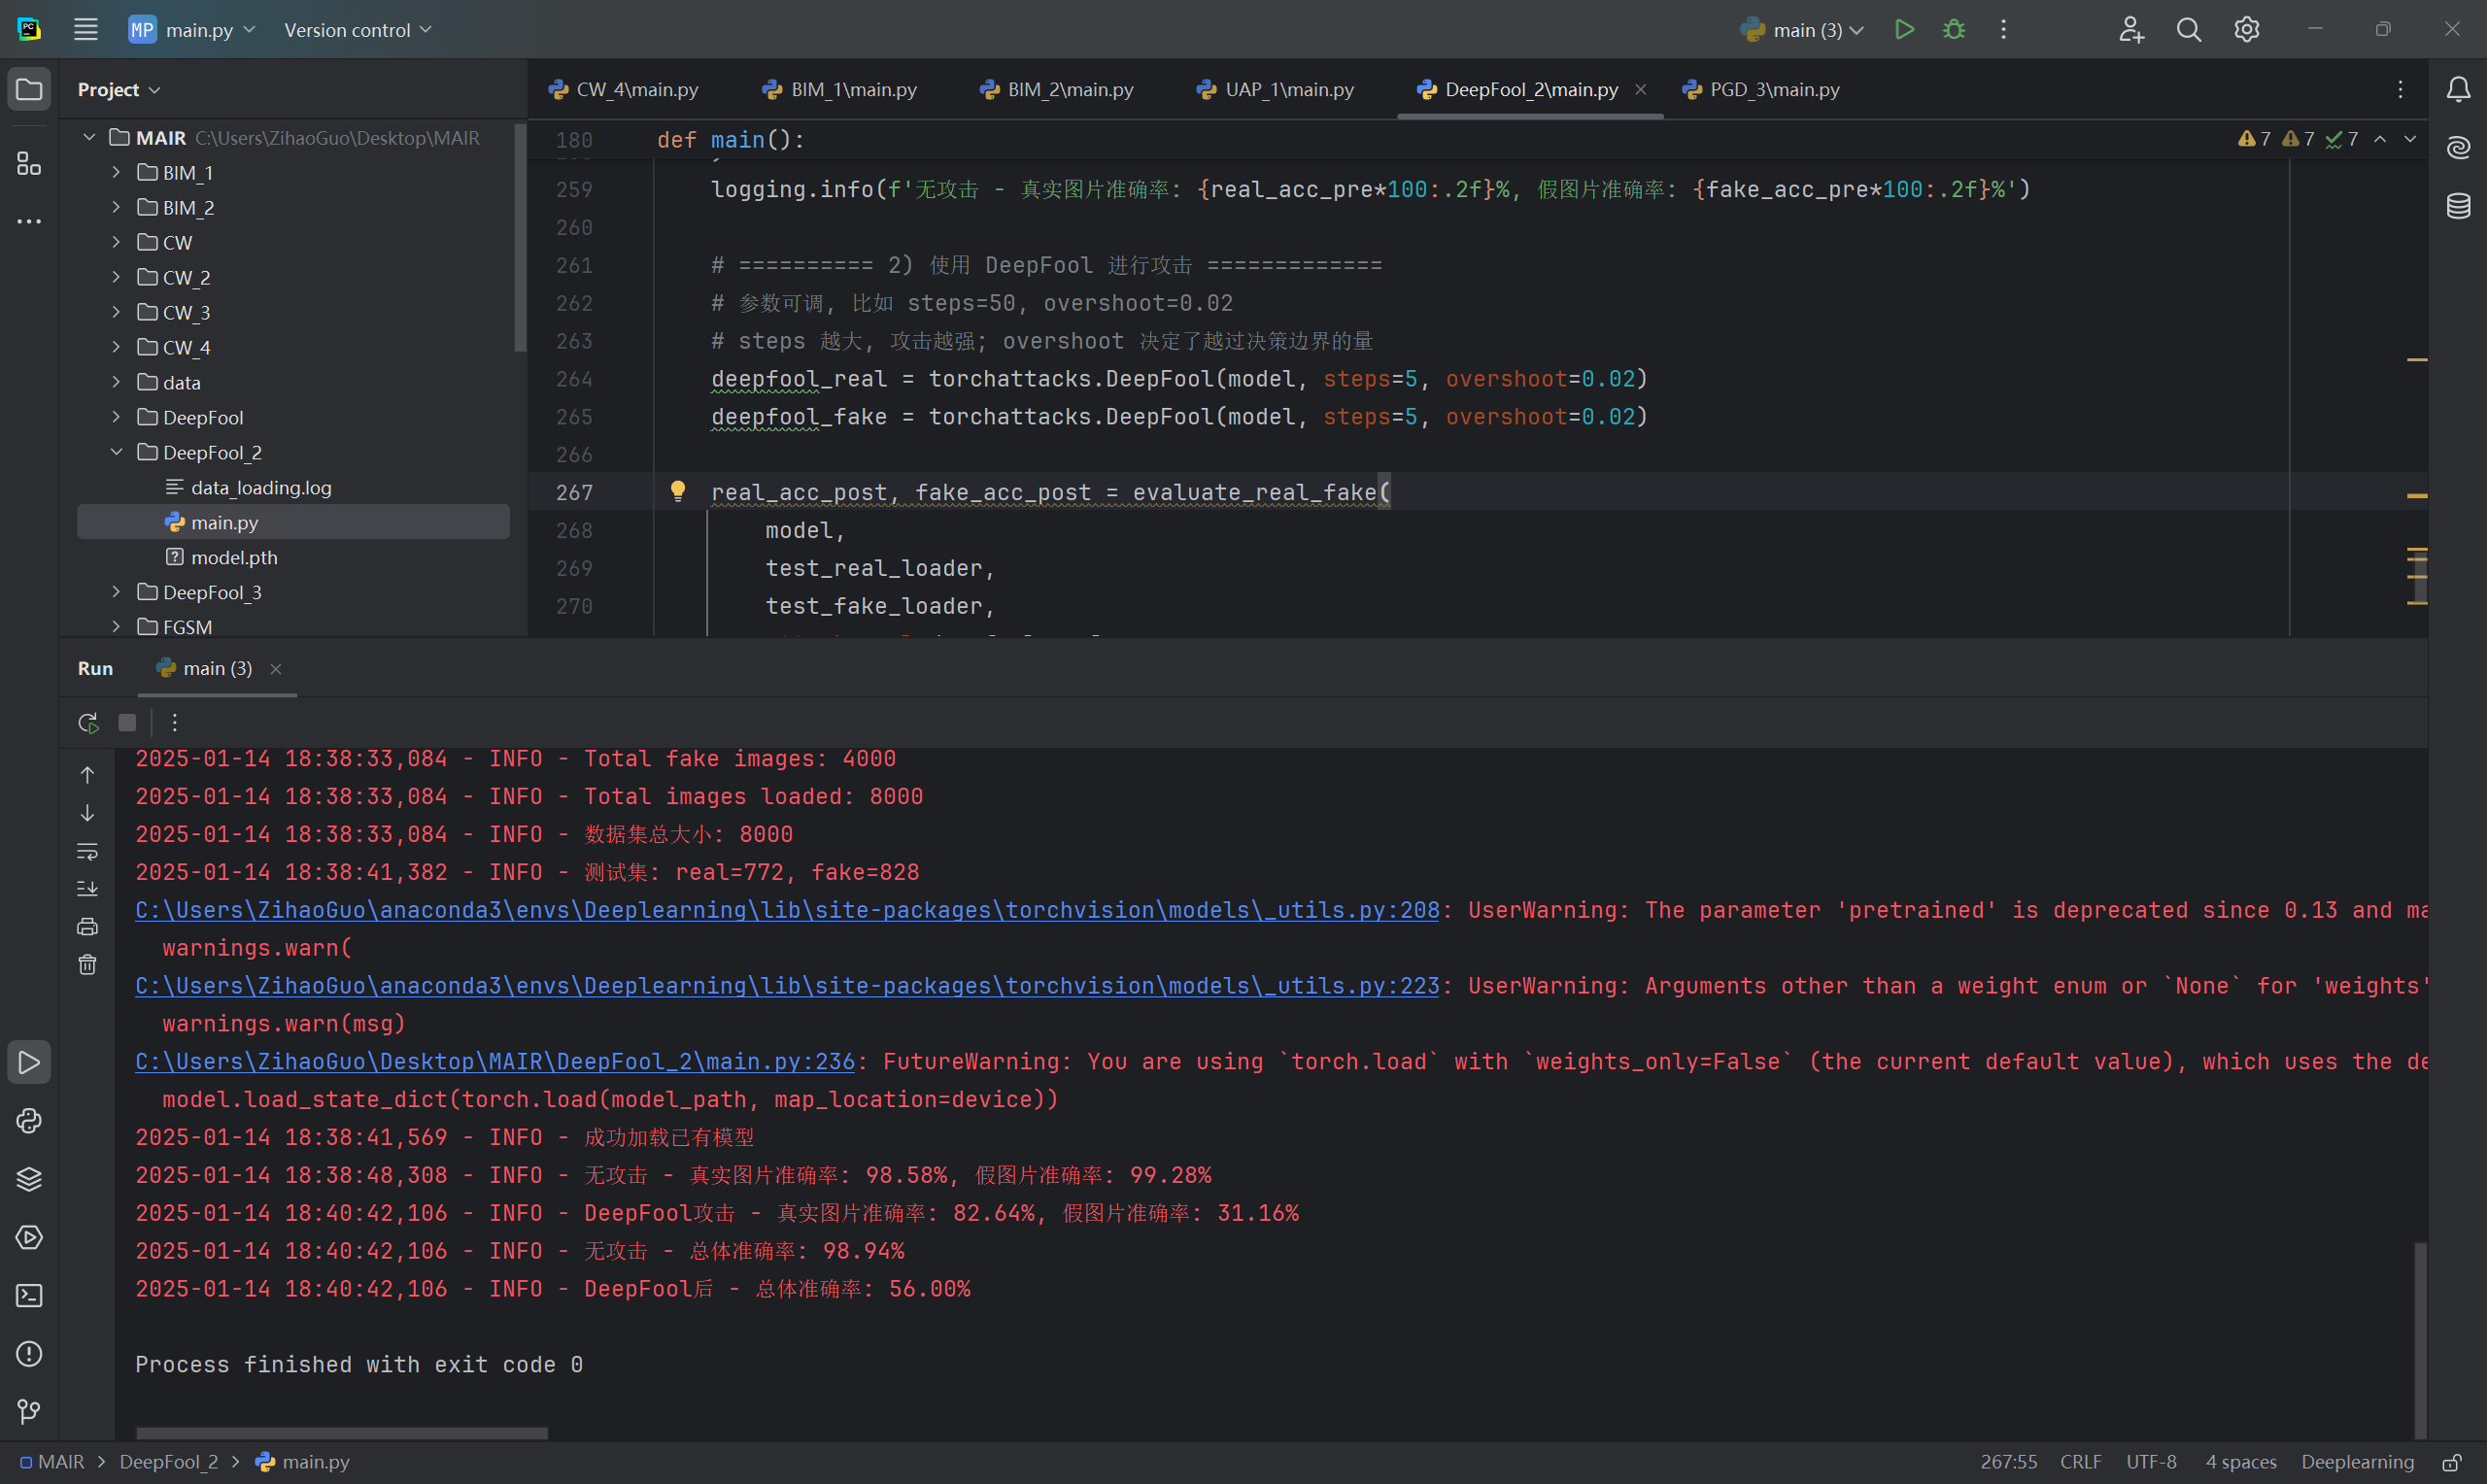 PC
MP main.py
Version control
main (3)
Project
CW_4\main.py
BIM_1\main.py
BIM_2\main.py
UAP_1\main.py
DeepFool_2\main.py
PGD_3\main.py
MAIR C:\Users\ZihaoGuo\Desktop\MAIR
BIM_1
BIM_2
CW
CW_2
CW_3
CW_4
data
DeepFool
DeepFool_2
data_loading.log
main.py
model.pth
DeepFool_3
FGSM
180 def main():
7 7 7
259 logging.info(f'无攻击 - 真实图片准确率: {real_acc_pre*100:.2f}%, 假图片准确率: {fake_acc_pre*100:.2f}%')
260
261 # ========== 2) 使用 DeepFool 进行攻击 =============
262 # 参数可调, 比如 steps=50, overshoot=0.02
263 # steps 越大, 攻击越强; overshoot 决定了越过决策边界的量
264 deepfool_real = torchattacks.DeepFool(model, steps=5, overshoot=0.02)
265 deepfool_fake = torchattacks.DeepFool(model, steps=5, overshoot=0.02)
266
267 real_acc_post, fake_acc_post = evaluate_real_fake(
268 model,
269 test_real_loader,
270 test_fake_loader,
Run
main (3)
2025-01-14 18:38:33,084 - INFO - Total fake images: 4000
2025-01-14 18:38:33,084 - INFO - Total images loaded: 8000
2025-01-14 18:38:33,084 - INFO - 数据集总大小: 8000
2025-01-14 18:38:41,382 - INFO - 测试集: real=772, fake=828
C:\Users\ZihaoGuo\anaconda3\envs\Deeplearning\lib\site-packages\torchvision\models\_utils.py:208: UserWarning: The parameter 'pretrained' is deprecated since 0.13 and ma
warnings.warn(
C:\Users\ZihaoGuo\anaconda3\envs\Deeplearning\lib\site-packages\torchvision\models\_utils.py:223: UserWarning: Arguments other than a weight enum or `None` for 'weights'
warnings.warn(msg)
C:\Users\ZihaoGuo\Desktop\MAIR\DeepFool_2\main.py:236: FutureWarning: You are using `torch.load` with `weights_only=False` (the current default value), which uses the de
model.load_state_dict(torch.load(model_path, map_location=device))
2025-01-14 18:38:41,569 - INFO - 成功加载已有模型
2025-01-14 18:38:48,308 - INFO - 无攻击 - 真实图片准确率: 98.58%, 假图片准确率: 99.28%
2025-01-14 18:40:42,106 - INFO - DeepFool攻击 - 真实图片准确率: 82.64%, 假图片准确率: 31.16%
2025-01-14 18:40:42,106 - INFO - 无攻击 - 总体准确率: 98.94%
2025-01-14 18:40:42,106 - INFO - DeepFool后 - 总体准确率: 56.00%
Process finished with exit code 0
MAIR > DeepFool_2 > main.py
267:55 CRLF UTF-8 4 spaces Deeplearning